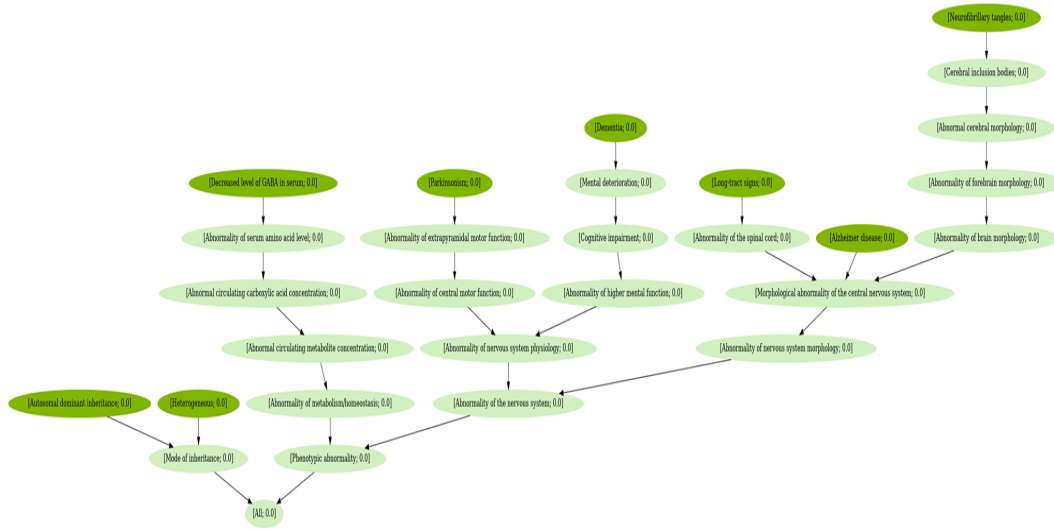 [Neurofibrillary tangles; 0.0]
[Cerebral inclusion bodies; 0.0]
[Dementia; 0.0]
[Abnormal cerebral morphology; 0.0]
[Decreased level of GABA in serum; 0.0]
[Parkinsonism; 0.0]
[Mental deterioration; 0.0]
[Long-tract signs; 0.0]
[Abnormality of forebrain morphology; 0.0]
[Abnormality of serum amino acid level; 0.0]
[Abnormality of extrapyramidal motor function; 0.0]
[Cognitive impairment; 0.0]
[Abnormality of the spinal cord; 0.0]
[Alzheimer disease; 0.0]
[Abnormality of brain morphology; 0.0]
[Abnormal circulating carboxylic acid concentration; 0.0]
[Abnormality of central motor function; 0.0]
[Abnormality of higher mental function; 0.0]
[Morphological abnormality of the central nervous system; 0.0]
[Abnormal circulating metabolite concentration; 0.0]
[Abnormality of nervous system physiology; 0.0]
[Abnormality of nervous system morphology; 0.0]
[Autosomal dominant inheritance; 0.0]
[Heterogeneous; 0.0]
[Abnormality of metabolism/homeostasis; 0.0]
[Abnormality of the nervous system; 0.0]
[Mode of inheritance; 0.0]
[Phenotypic abnormality; 0.0]
[All; 0.0]